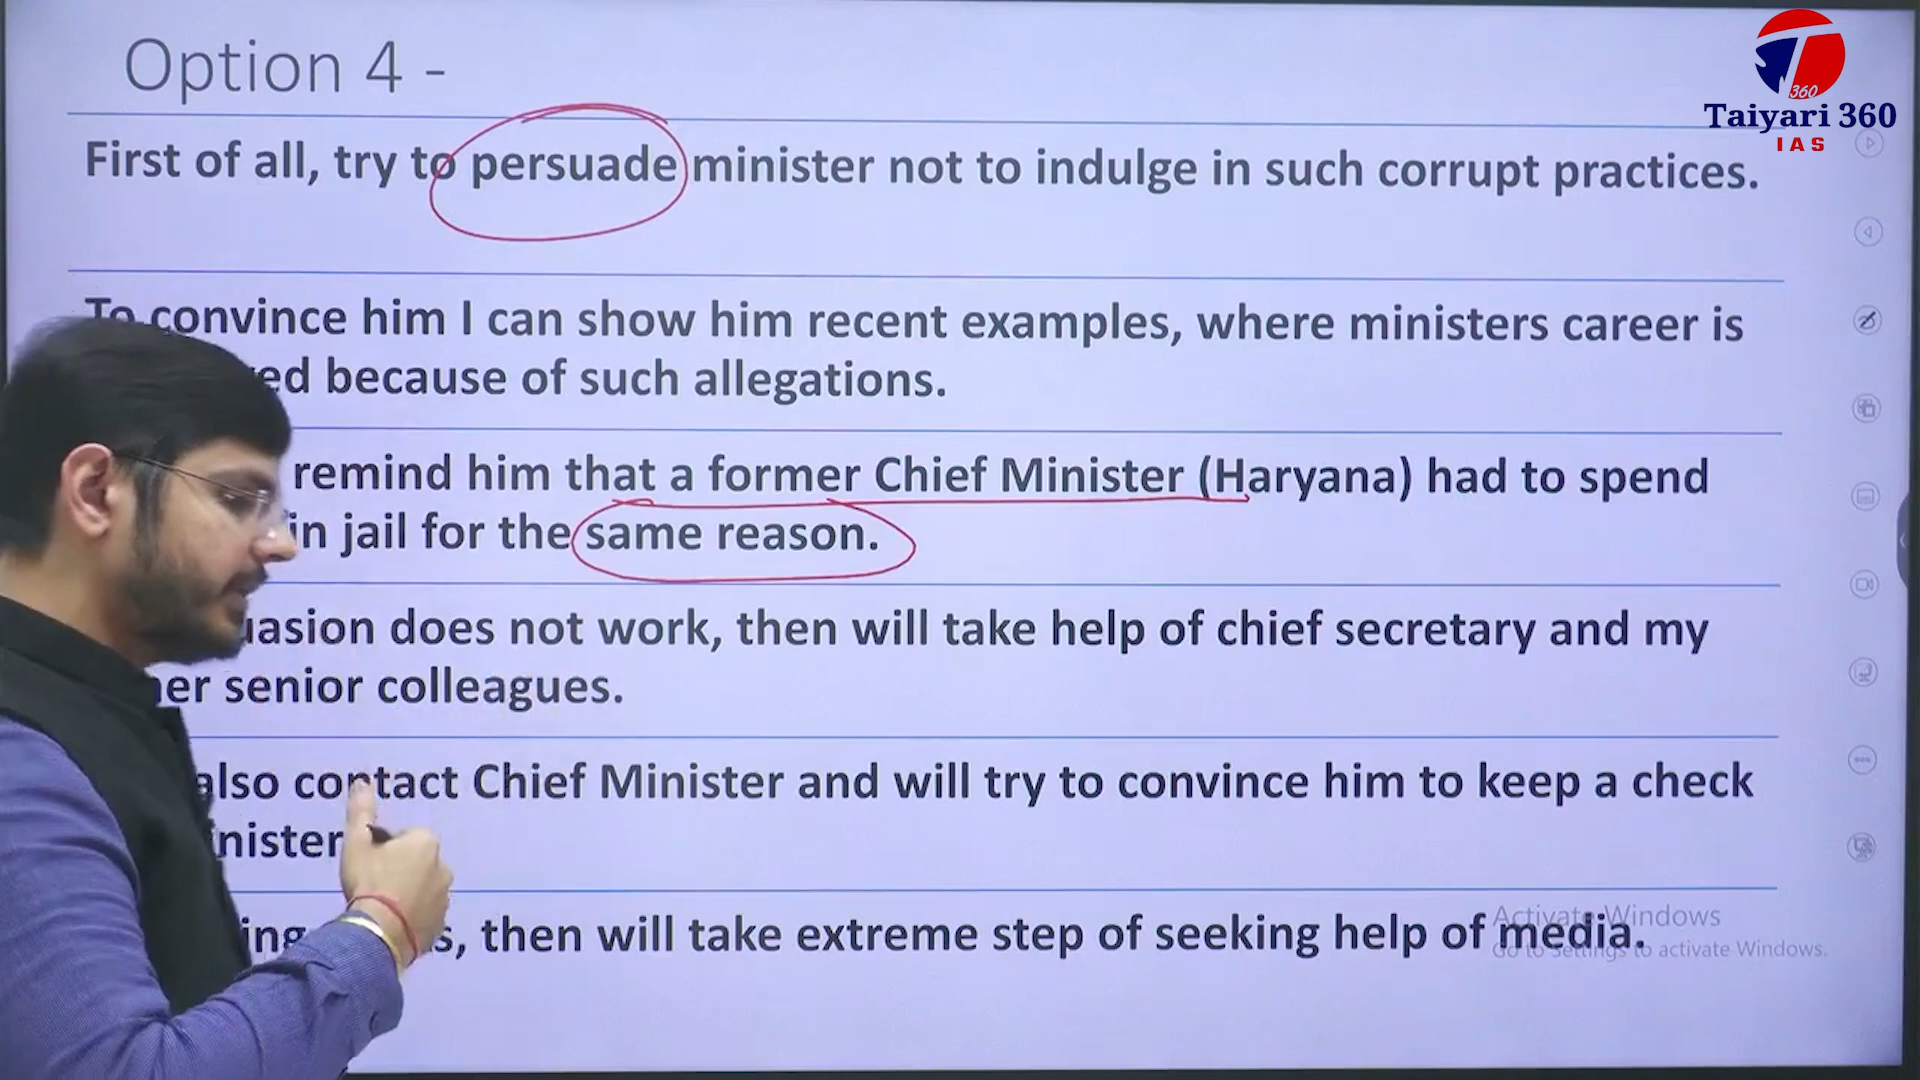 Option 4 -
360
Taiyari 360
IAS
First of all, try to persuade minister not to indulge in such corrupt practices.
To convince him I can show him recent examples, where ministers career is
because of such allegations.
remind him that a former Chief Minister (Haryana) had to spend
in jail for the same reason.
does not work, then will take help of chief secretary and my
senior colleagues.
also contact Chief Minister and will try to convince him to keep a check
then will take extreme step of seeking help of media.
Activate Windows
Go to Settings to activate Windows.